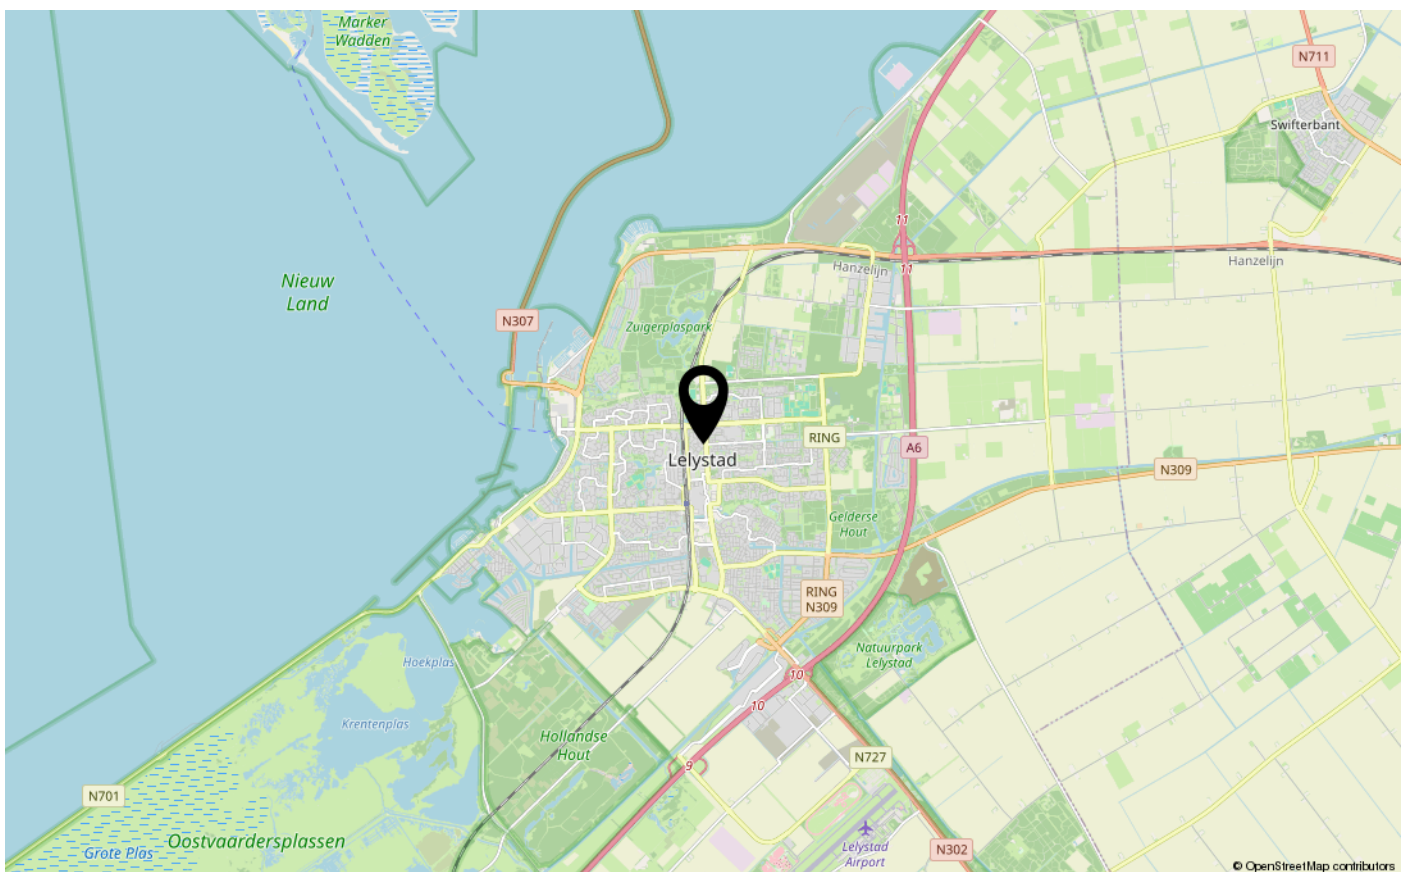 Marker
Wadden
N711
Swifterbant
11
Hanzelijn
11
Hanzelijn
Nieuw
Land
N307
Zuigerplaspark
RING
A6
Lelystad
N309
Gelderse
Hout
RING
N309
Natuurpark
Lelystad
Hoekplas
10
10
Krentenplas
Hollandse
Hout
N727
9
N701
Oostvaardersplassen
Grote Plas
Lelystad
Airport
N302
© OpenStreetMap contributors